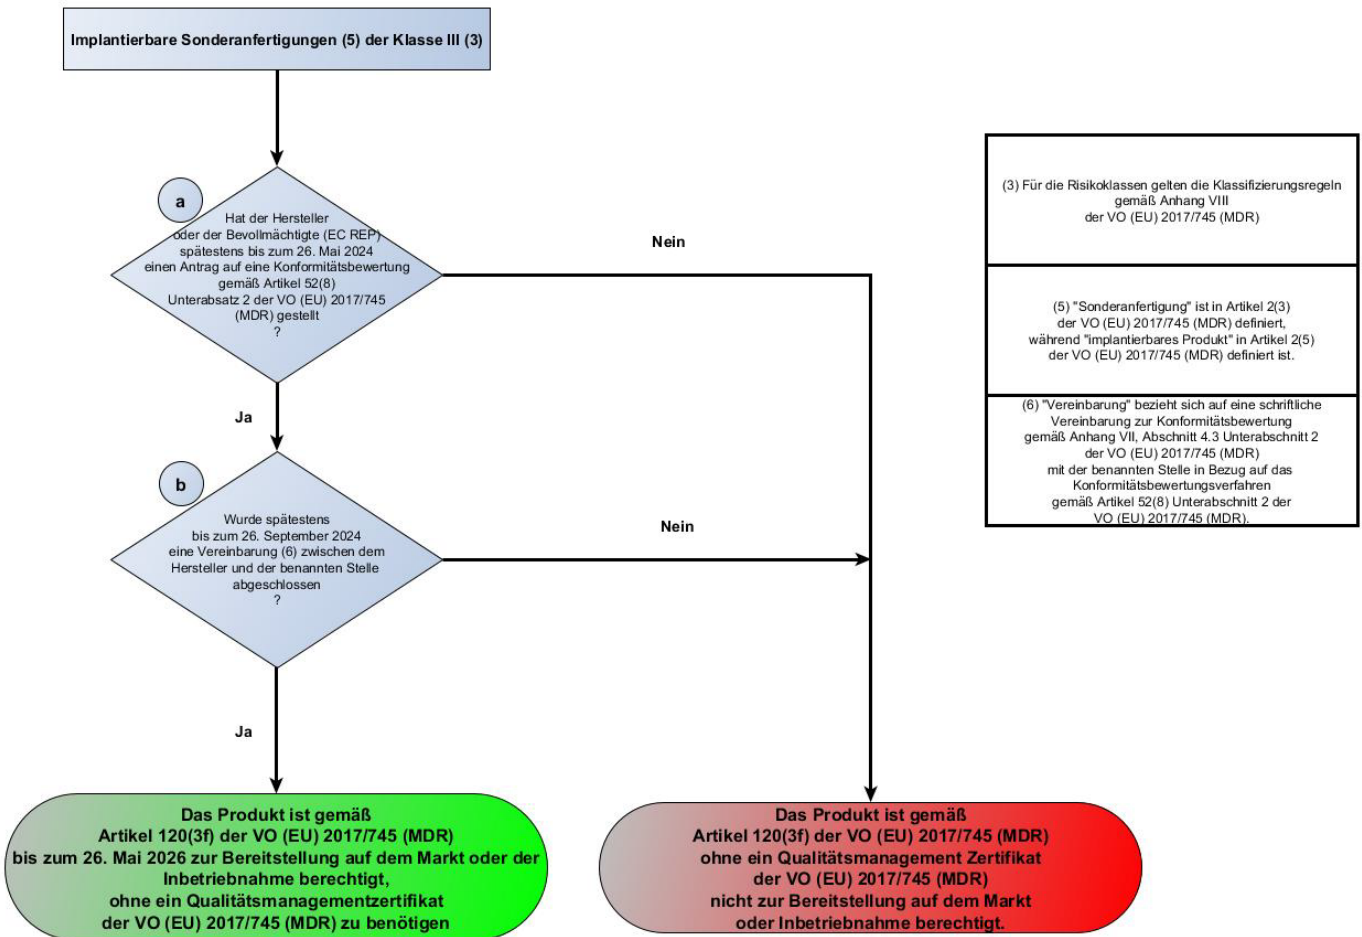 Implantierbare Sonderanfertigungen (5) der Klasse III (3)
a
Hat der Hersteller
oder der Bevollmächtigte (EC REP)
spätestens bis zum 26. Mai 2024
einen Antrag auf eine Konformitätsbewertung
gemäß Artikel 52(8)
Unterabsatz 2 der VO (EU) 2017/745
(MDR) gestellt
?
Nein
Ja
b
Wurde spätestens
bis zum 26. September 2024
eine Vereinbarung (6) zwischen dem
Hersteller und der benannten Stelle
abgeschlossen
?
Nein
Ja
Das Produkt ist gemäß
Artikel 120(3f) der VO (EU) 2017/745 (MDR)
bis zum 26. Mai 2026 zur Bereitstellung auf dem Markt oder der
Inbetriebnahme berechtigt,
ohne ein Qualitätsmanagementzertifikat
der VO (EU) 2017/745 (MDR) zu benötigen
Das Produkt ist gemäß
Artikel 120(3f) der VO (EU) 2017/745 (MDR)
ohne ein Qualitätsmanagement Zertifikat
der VO (EU) 2017/745 (MDR)
nicht zur Bereitstellung auf dem Markt
oder Inbetriebnahme berechtigt.
(3) Für die Risikoklassen gelten die Klassifizierungsregeln
gemäß Anhang VIII
der VO (EU) 2017/745 (MDR)
(5) "Sonderanfertigung" ist in Artikel 2(3)
der VO (EU) 2017/745 (MDR) definiert,
während "implantierbares Produkt" in Artikel 2(5)
der VO (EU) 2017/745 (MDR) definiert ist.
(6) "Vereinbarung" bezieht sich auf eine schriftliche
Vereinbarung zur Konformitätsbewertung
gemäß Anhang VII, Abschnitt 4.3 Unterabschnitt 2
der VO (EU) 2017/745 (MDR)
mit der benannten Stelle in Bezug auf das
Konformitätsbewertungsverfahren
gemäß Artikel 52(8) Unterabschnitt 2 der
VO (EU) 2017/745 (MDR).